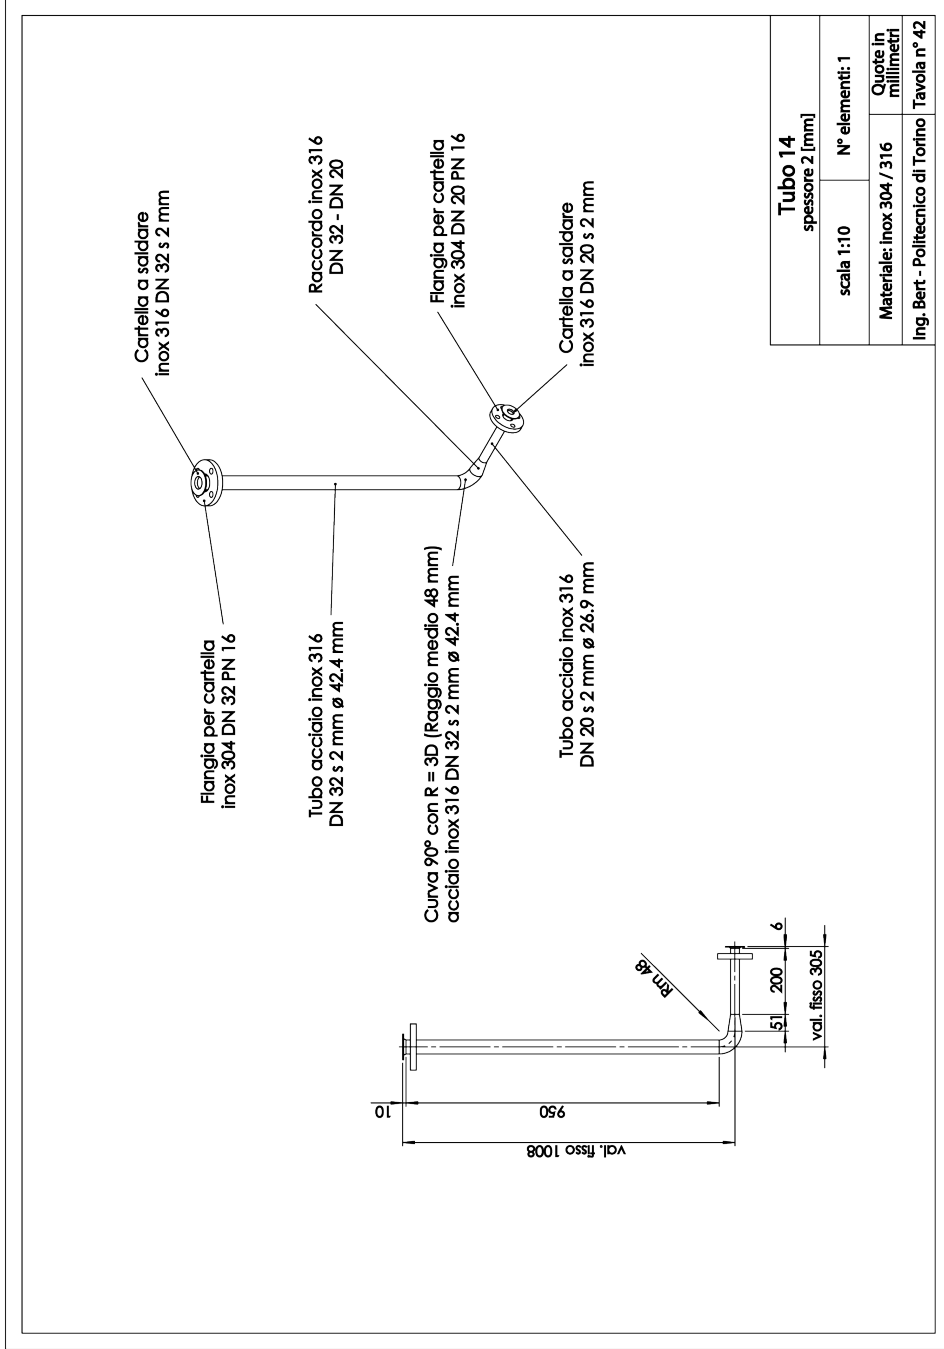 Cartella a saldare
inox 316 DN 32 s 2 mm
Raccordo inox 316
DN 32 - DN 20
Flangia per cartella
inox 304 DN 20 PN 16
Cartella a saldare
inox 316 DN 20 s 2 mm
Flangia per cartella
inox 304 DN 32 PN 16
Tubo acciaio inox 316
DN 32 s 2 mm ø 42.4 mm
Curva 90° con R = 3D (Raggio medio 48 mm)
acciaio inox 316 DN 32 s 2 mm ø 42.4 mm
Tubo acciaio inox 316
DN 20 s 2 mm ø 26.9 mm
10
950
val. fisso 1008
Rm 48
51
200
6
val. fisso 305
Tubo 14
spessore 2 [mm]
scala 1:10
N° elementi: 1
Materiale: inox 304 / 316
Quote in
millimetri
Ing. Bert - Politecnico di Torino
Tavola n° 42